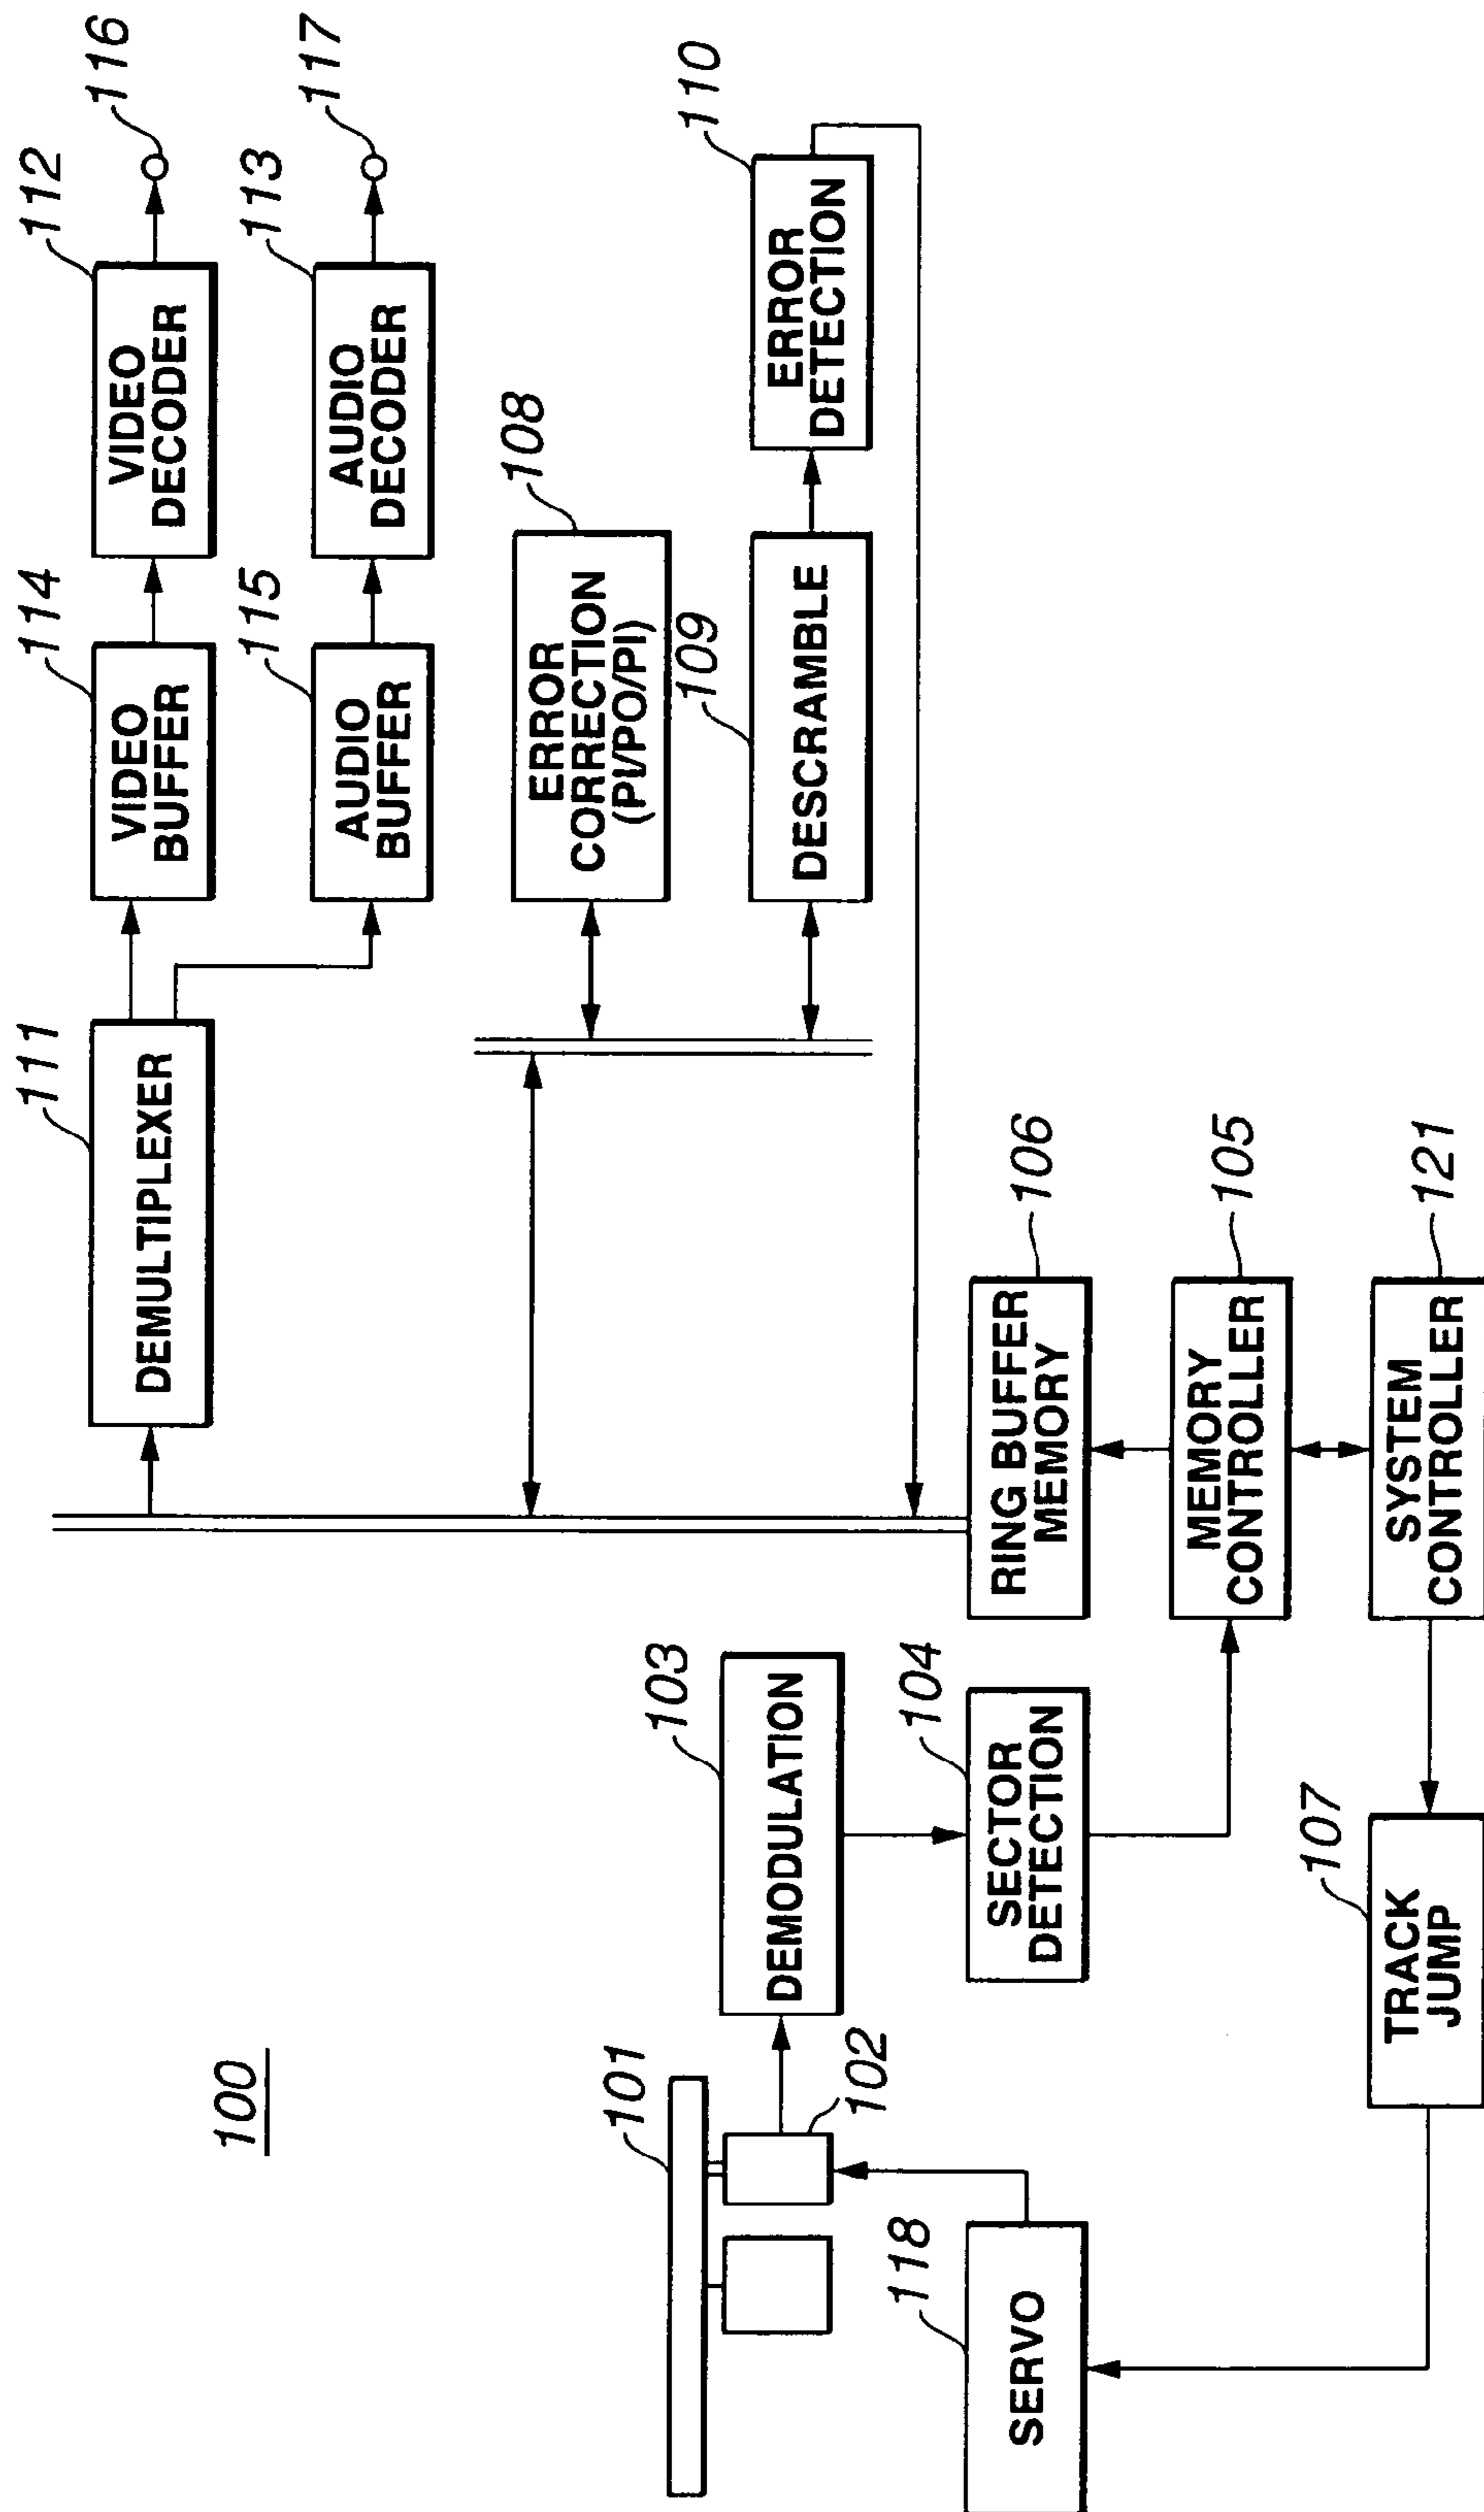 100
101
102
DEMODULATION
103
SECTOR
DETECTION
104
SERVO
118
TRACK
JUMP
107
RING BUFFER
MEMORY
106
MEMORY
CONTROLLER
105
SYSTEM
CONTROLLER
121
DEMULTIPLEXER
111
VIDEO
BUFFER
114
AUDIO
BUFFER
115
VIDEO
DECODER
112
AUDIO
DECODER
113
116
117
ERROR
CORRECTION
(PI/PO/PI)
108
DESCRAMBLE
109
ERROR
DETECTION
110